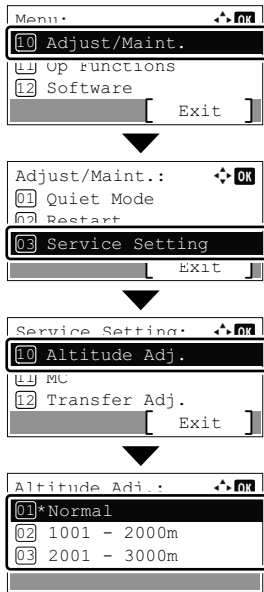 Menu: OK
10 Adjust/Maint.
11 Op Functions
12 Software
[ Exit ]
Adjust/Maint.: OK
01 Quiet Mode
02 Restart
03 Service Setting
[ Exit ]
Service Setting: OK
10 Altitude Adj.
11 MC
12 Transfer Adj.
[ Exit ]
Altitude Adj.: OK
01 *Normal
02 1001 - 2000m
03 2001 - 3000m